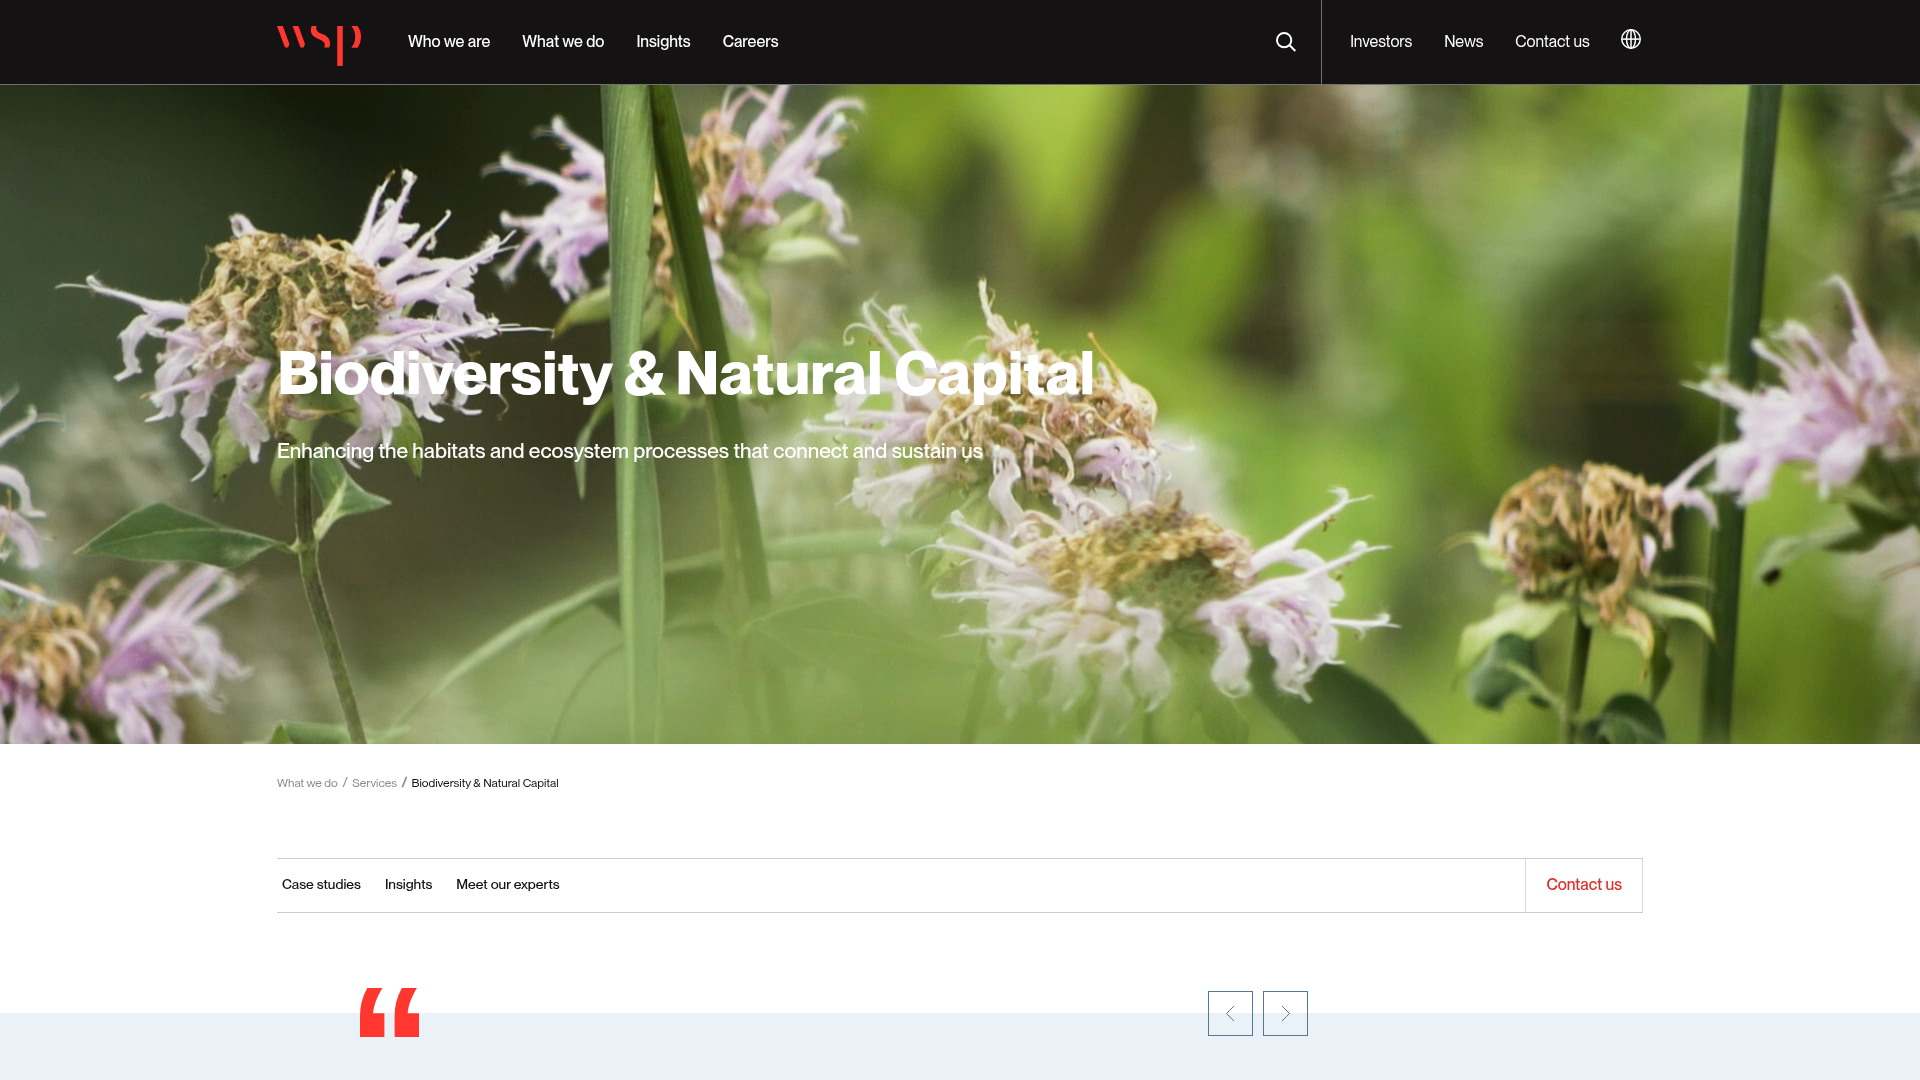 wsp
Who we are
What we do
Insights
Careers
Investors
News
Contact us
Biodiversity & Natural Capital
Enhancing the habitats and ecosystem processes that connect and sustain us
What we do / Services / Biodiversity & Natural Capital
Case studies
Insights
Meet our experts
Contact us
“